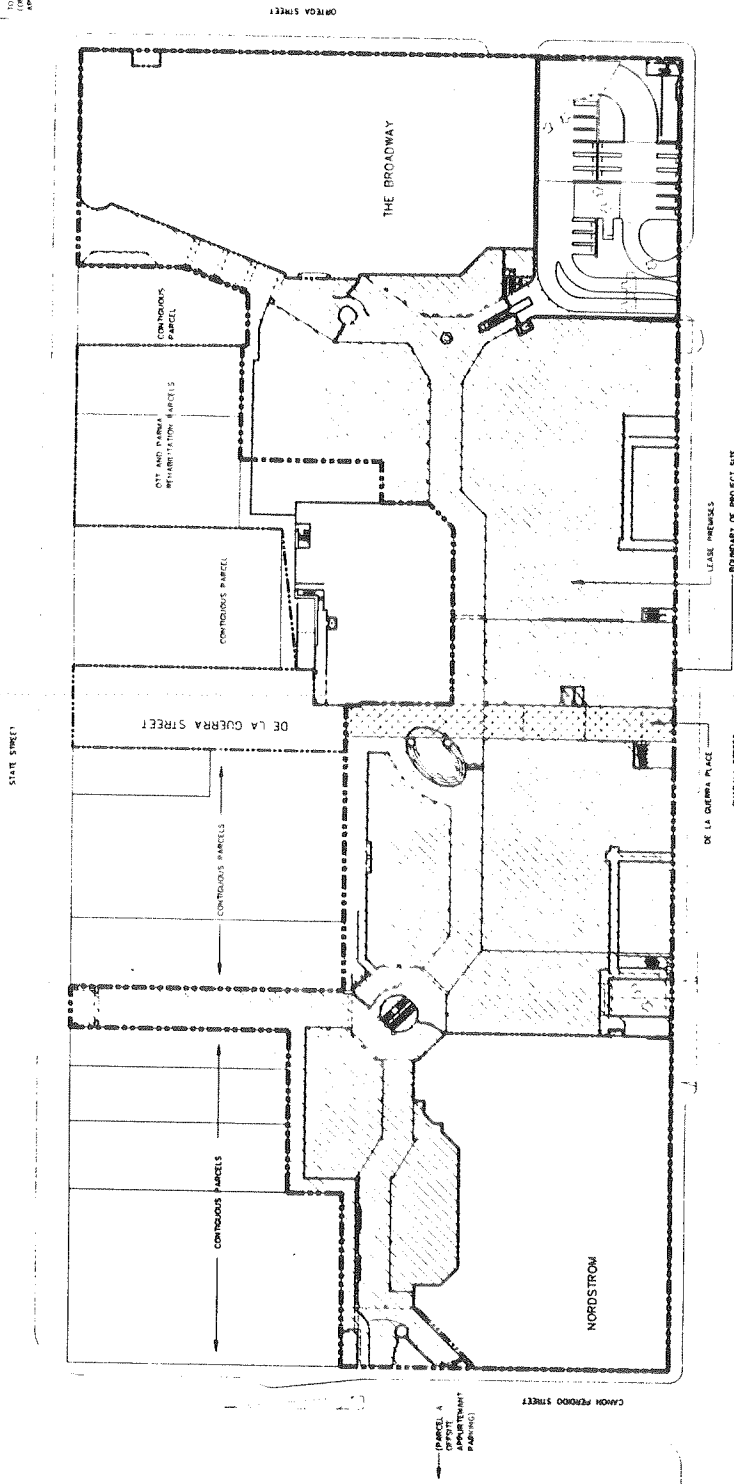 ORTEGA STREET
THE BROADWAY
CONTIGUOUS
PARCEL
OTT AND PARMA
REHABILITATION PARCELS
CONTIGUOUS PARCEL
DE LA GUERRA STREET
STATE STREET
CONTIGUOUS PARCELS
CONTIGUOUS PARCELS
LEASE PREMISES
BOUNDARY OF PROJECT SITE
DE LA GUERRA PLACE
NORDSTROM
CANON PERDIDO STREET
(PARCEL A
OFFSITE
APPURTENANT
PARKING)